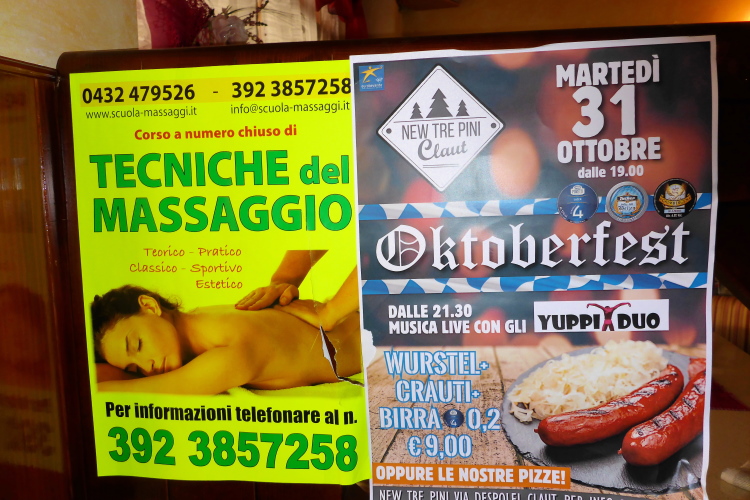 0432 479526 - 392 3857258
www.scuola-massaggi.it info@scuola-massaggi.it
Corso a numero chiuso di
TECNICHE del
MASSAGGIO
Teorico - Pratico
Classico - Sportivo
Estetico
Per informazioni telefonare al n.
392 3857258
NEW TRE PINI
Claut
MARTEDÌ
31
OTTOBRE
dalle 19.00
4
Oktoberfest
DALLE 21.30
MUSICA LIVE CON GLI
YUPPI DUO
WURSTEL+
CRAUTI+
BIRRA 0,2
€ 9,00
OPPURE LE NOSTRE PIZZE!
NEW TRE PINI VIA DESPOLEI CLAUT PER INFO